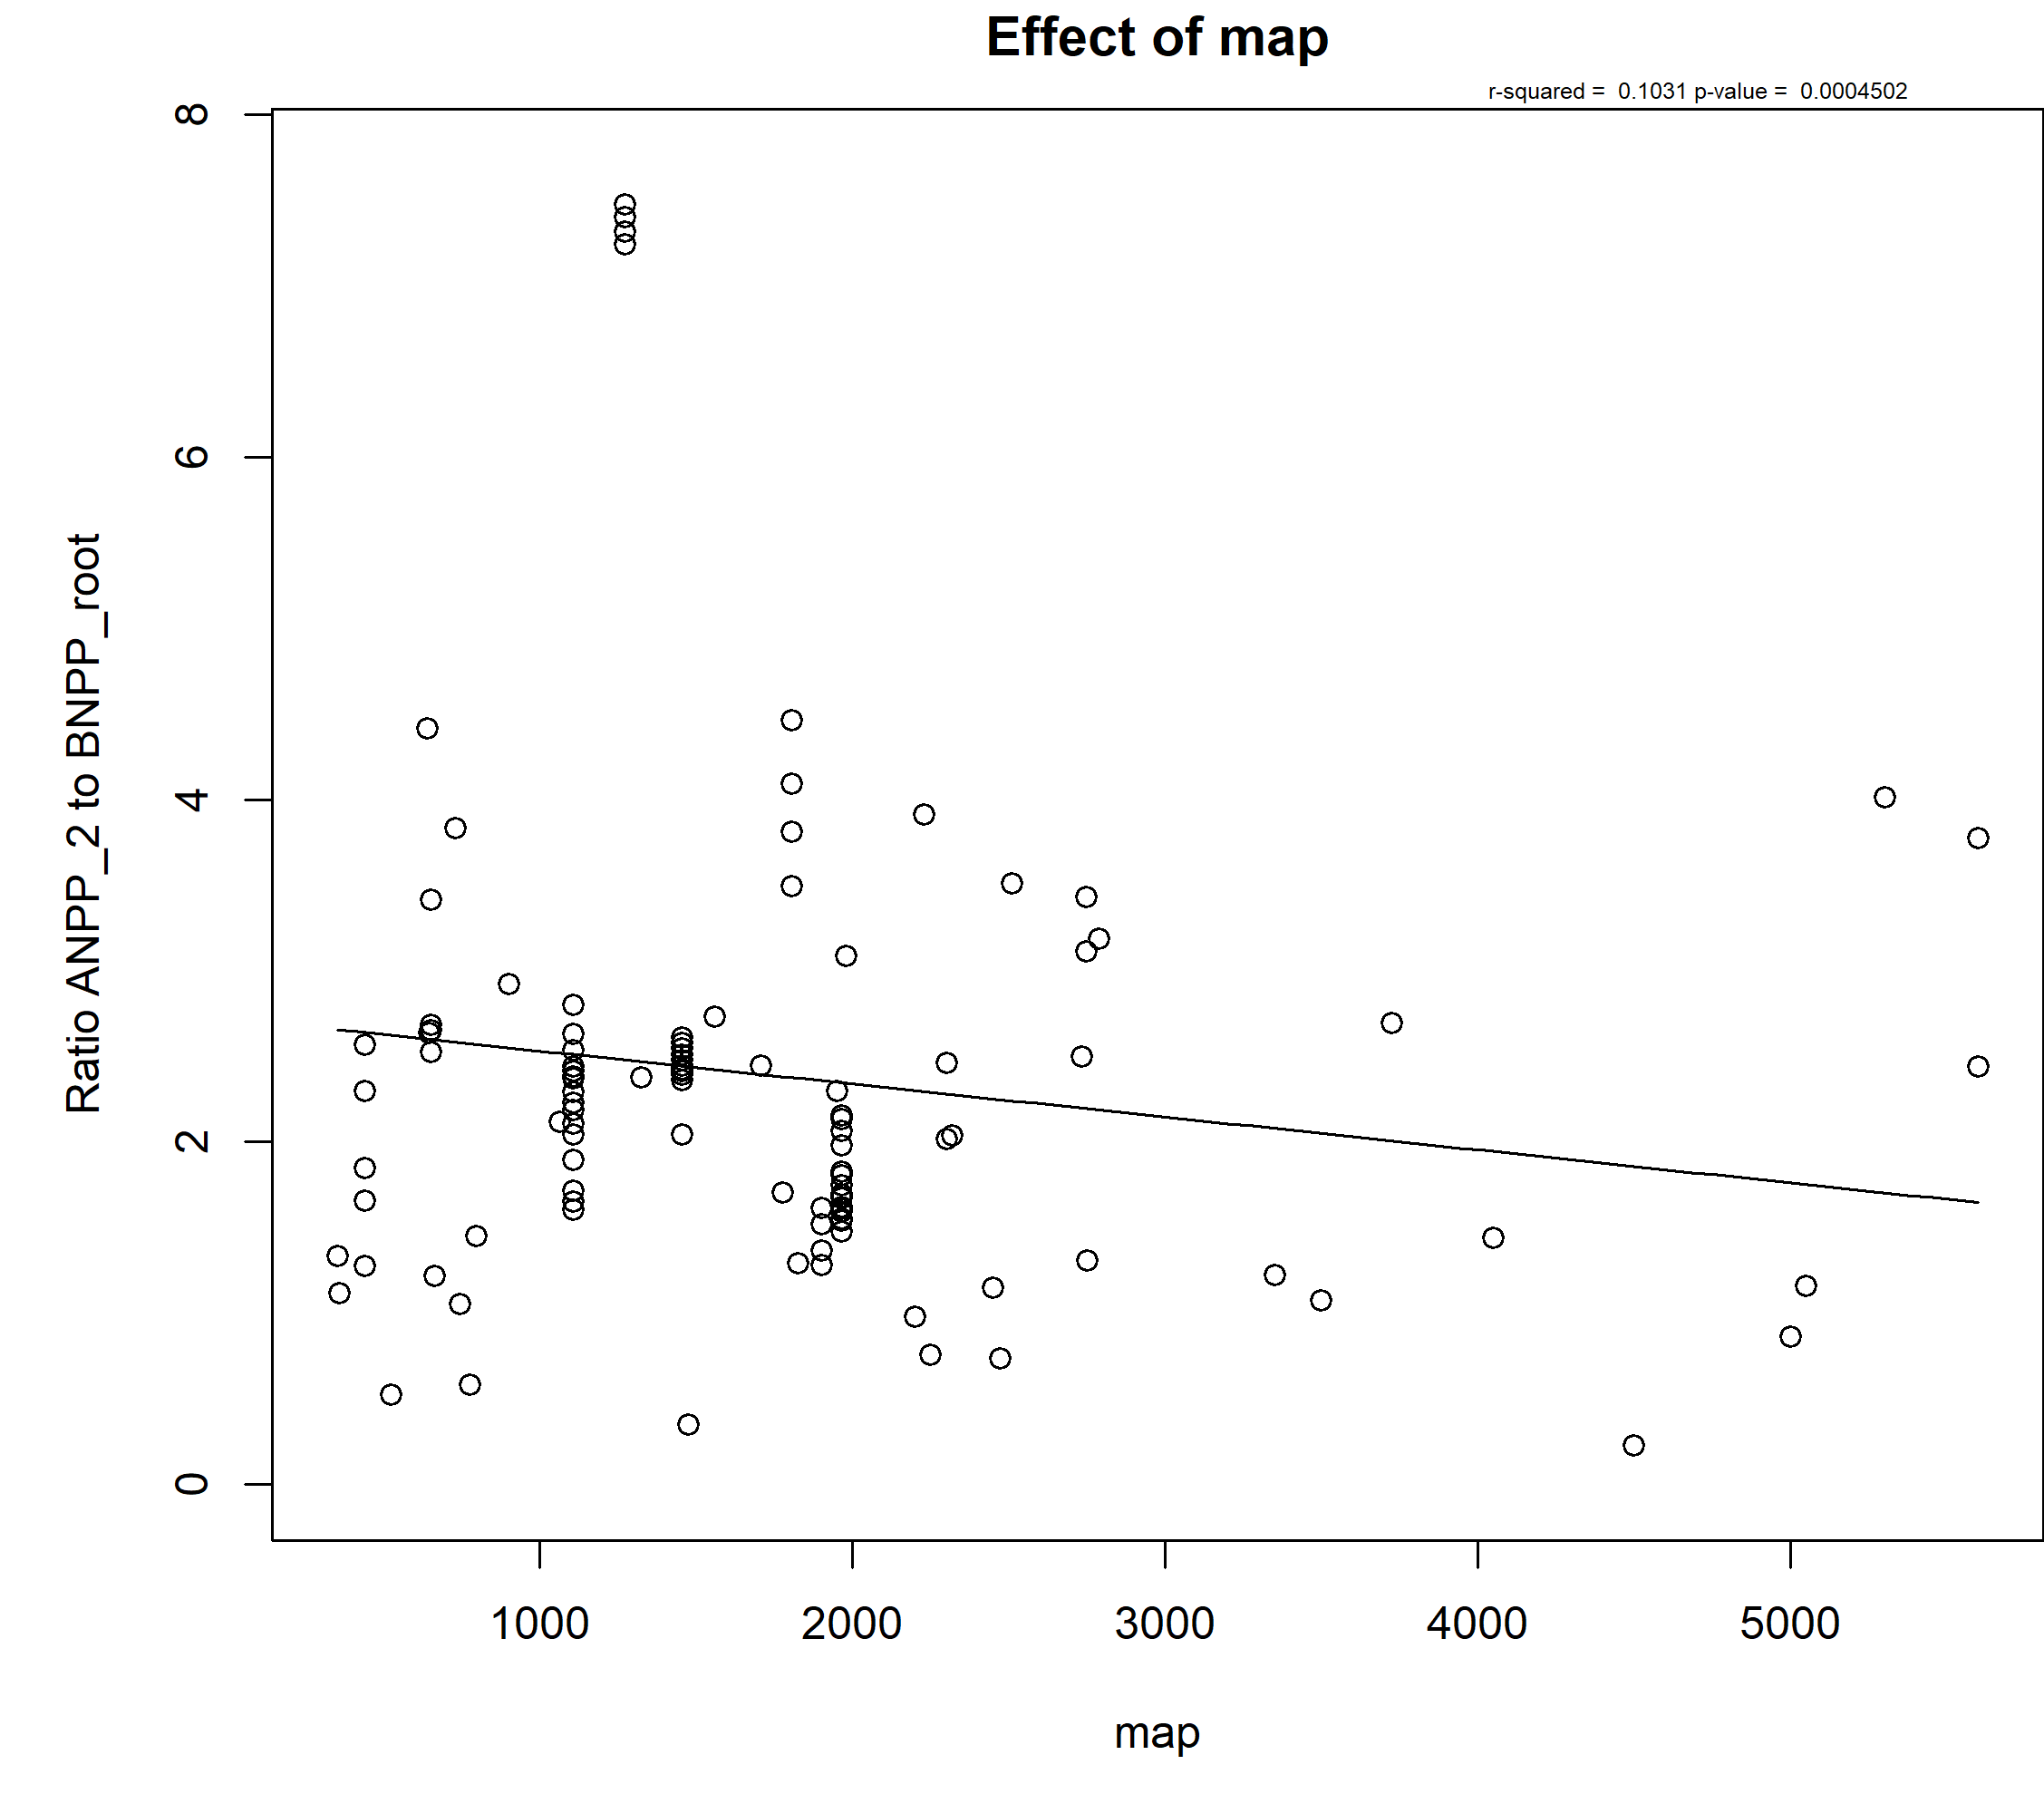 Effect of map
r-squared =  0.1031 p-value =  0.0004502
Ratio ANPP_2 to BNPP_root
8
6
4
2
0
1000 2000 3000 4000 5000
map